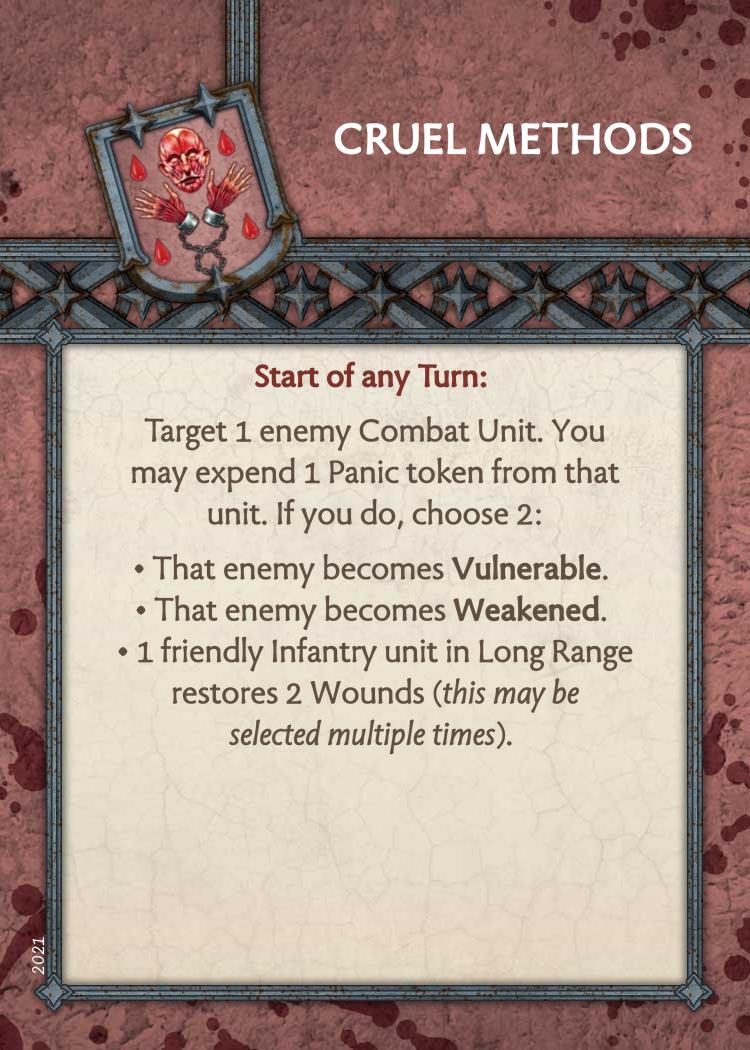 CRUEL METHODS
Start of any Turn:
Target 1 enemy Combat Unit. You
may expend 1 Panic token from that
unit. If you do, choose 2:
• That enemy becomes Vulnerable.
• That enemy becomes Weakened.
• 1 friendly Infantry unit in Long Range
restores 2 Wounds (this may be
selected multiple times).
2021